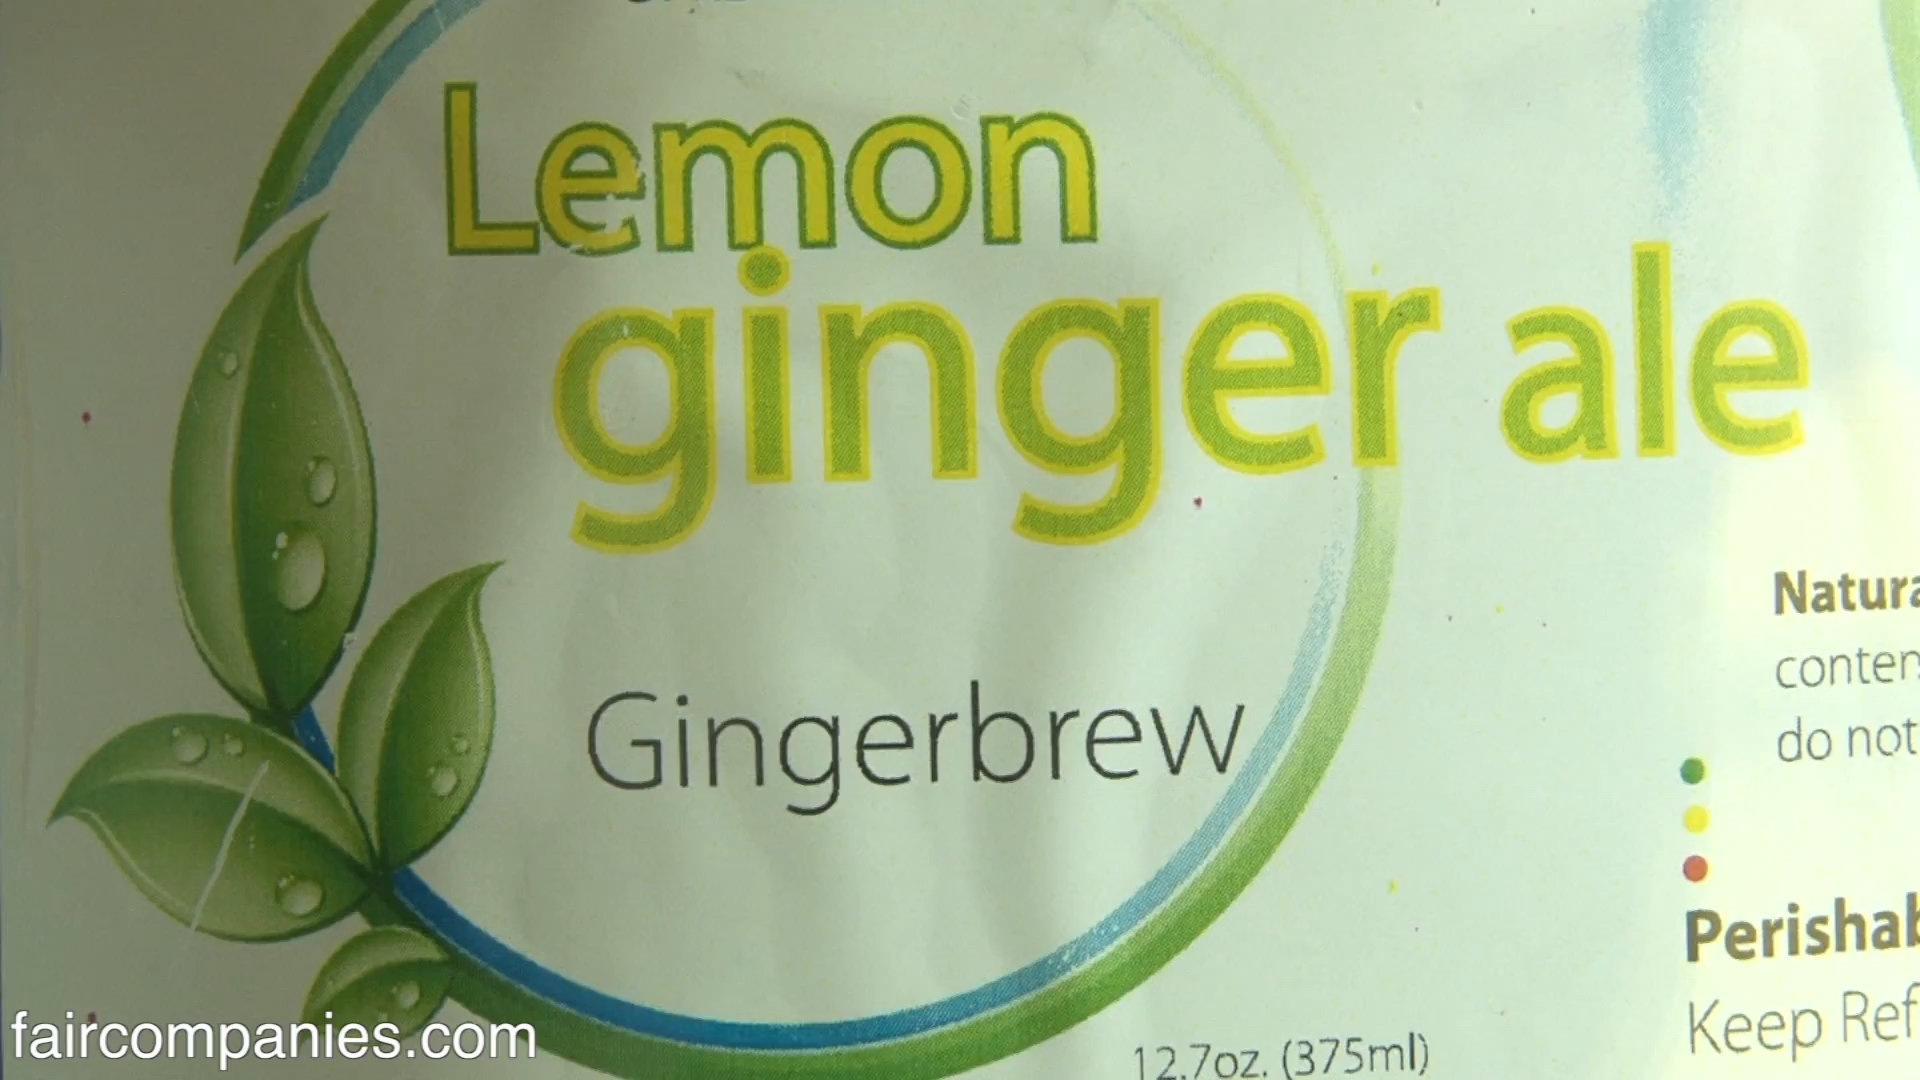 Lemon
ginger ale
Gingerbrew
Natura
conten
do not
Perishab
Keep Ref
12.7oz. (375ml)
faircompanies.com